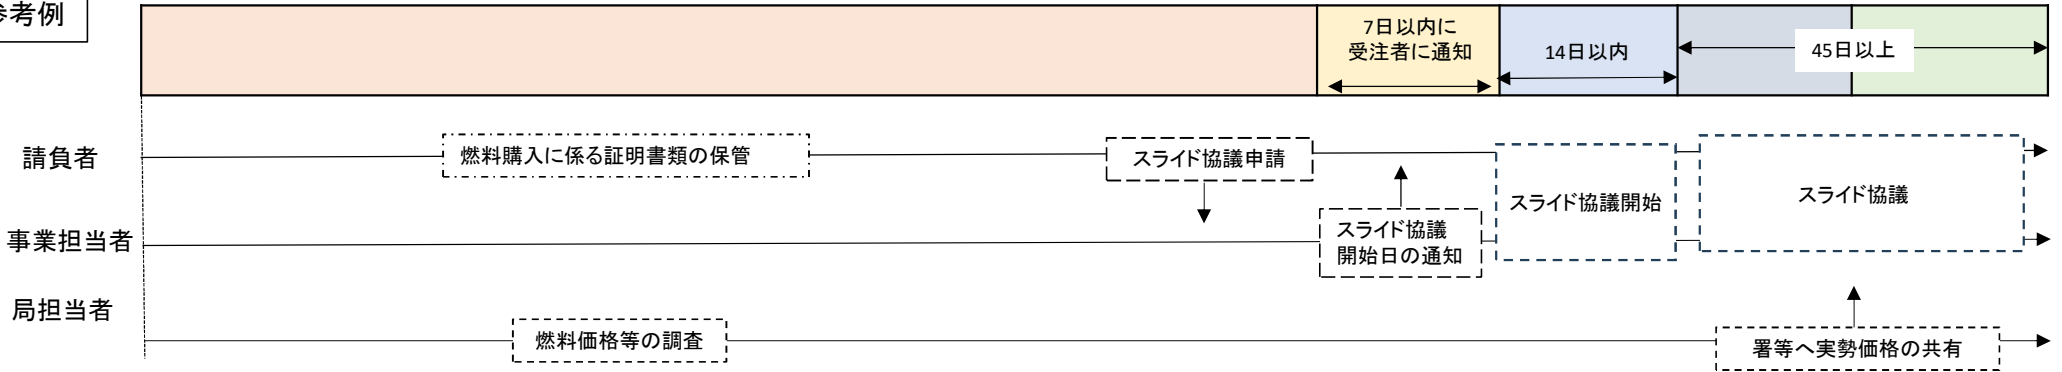 参考例
7日以内に
受注者に通知
14日以内
45日以上
請負者
燃料購入に係る証明書類の保管
スライド協議申請
スライド協議開始
スライド協議
事業担当者
スライド協議
開始日の通知
局担当者
燃料価格等の調査
署等へ実勢価格の共有